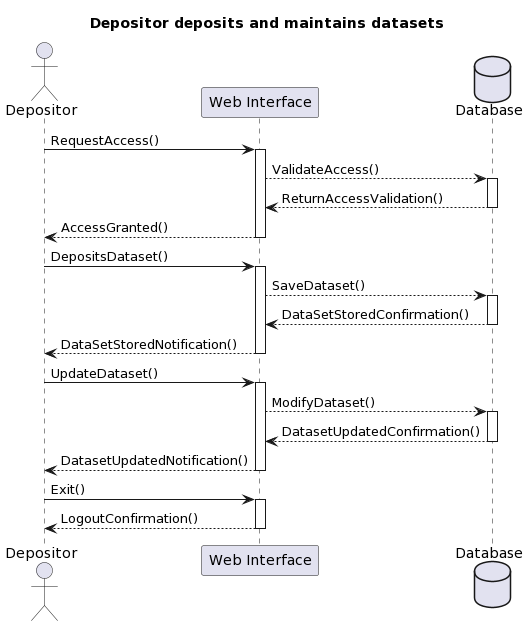 Depositor deposits and maintains datasets
Depositor
Web Interface
Database
RequestAccess()
ValidateAccess()
ReturnAccessValidation()
AccessGranted()
DepositsDataset()
SaveDataset()
DataSetStoredConfirmation()
DataSetStoredNotification()
UpdateDataset()
ModifyDataset()
DatasetUpdatedConfirmation()
DatasetUpdatedNotification()
Exit()
LogoutConfirmation()
Depositor
Web Interface
Database